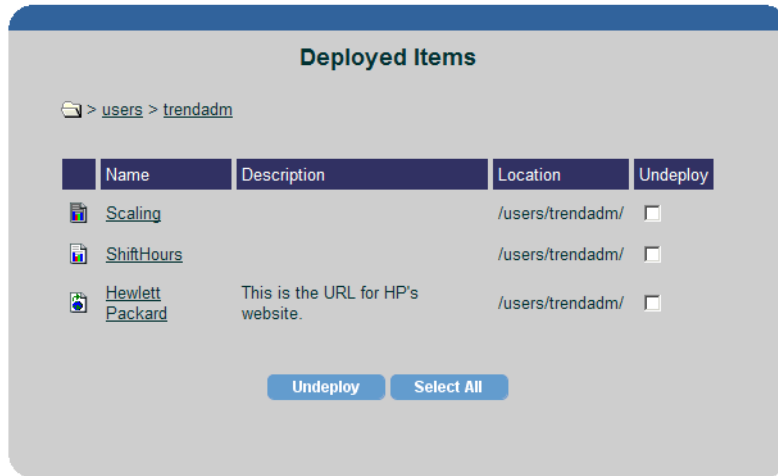 Deployed Items
> users > trendadm
Name Description Location Undeploy
Scaling /users/trendadm/
ShiftHours /users/trendadm/
Hewlett Packard This is the URL for HP's website. /users/trendadm/
Undeploy Select All